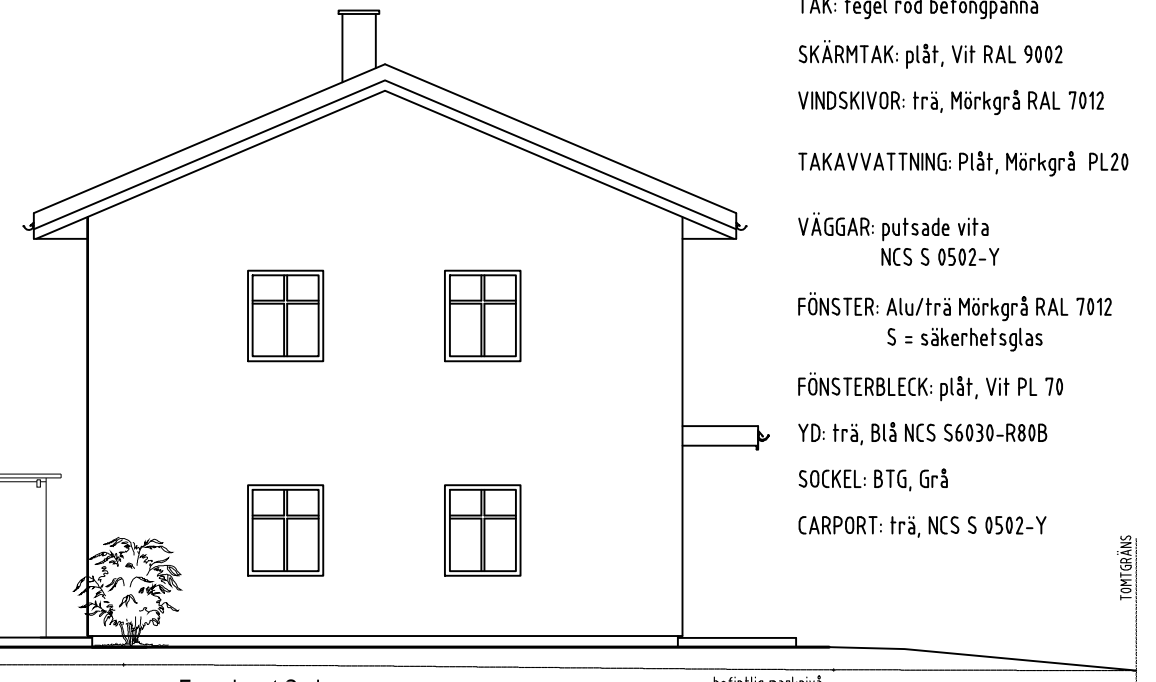 TAK: tegel röd betongpanna
SKÄRMTAK: plåt, Vit RAL 9002
VINDSKIVOR: trä, Mörkgrå RAL 7012
TAKAVVATTNING: Plåt, Mörkgrå PL20
VÄGGAR: putsade vita
NCS S 0502-Y
FÖNSTER: Alu/trä Mörkgrå RAL 7012
S = säkerhetsglas
FÖNSTERBLECK: plåt, Vit PL 70
YD: trä, Blå NCS S6030-R80B
SOCKEL: BTG, Grå
CARPORT: trä, NCS S 0502-Y
TOMTGRÄNS